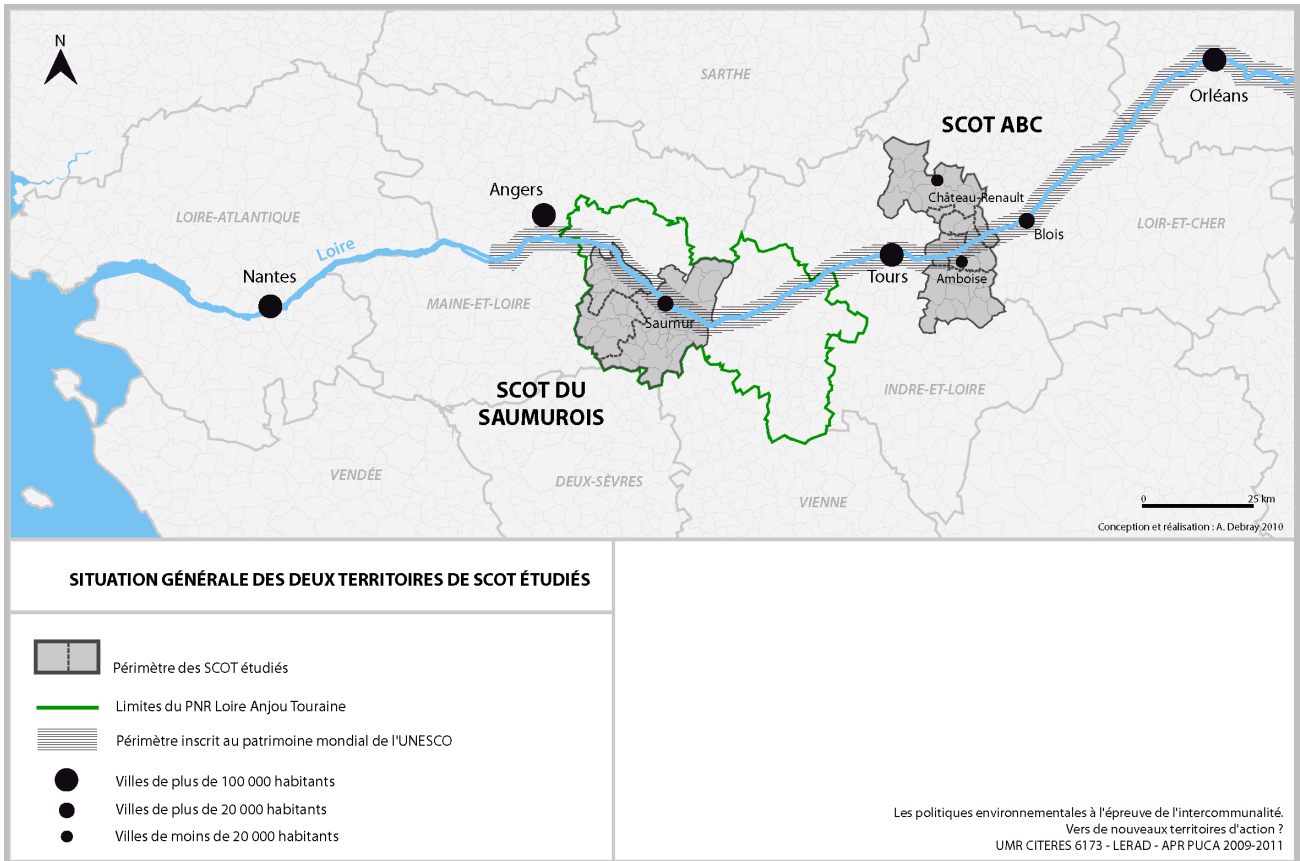 N
SARTHE
Orléans
SCOT ABC
Angers
Château-Renault
LOIRE-ATLANTIQUE
LOIR-ET-CHER
Blois
Loire
Nantes
Tours
Amboise
MAINE-ET-LOIRE
Saumur
SCOT DU
SAUMUROIS
INDRE-ET-LOIRE
VENDÉE
DEUX-SÈVRES
VIENNE
0 25 km
Conception et réalisation : A. Debray 2010
SITUATION GÉNÉRALE DES DEUX TERRITOIRES DE SCOT ÉTUDIÉS
Périmètre des SCOT étudiés
Limites du PNR Loire Anjou Touraine
Périmètre inscrit au patrimoine mondial de l'UNESCO
Villes de plus de 100 000 habitants
Villes de plus de 20 000 habitants
Villes de moins de 20 000 habitants
Les politiques environnementales à l'épreuve de l'intercommunalité.
Vers de nouveaux territoires d'action ?
UMR CITERES 6173 - LERAD - APR PUCA 2009-2011